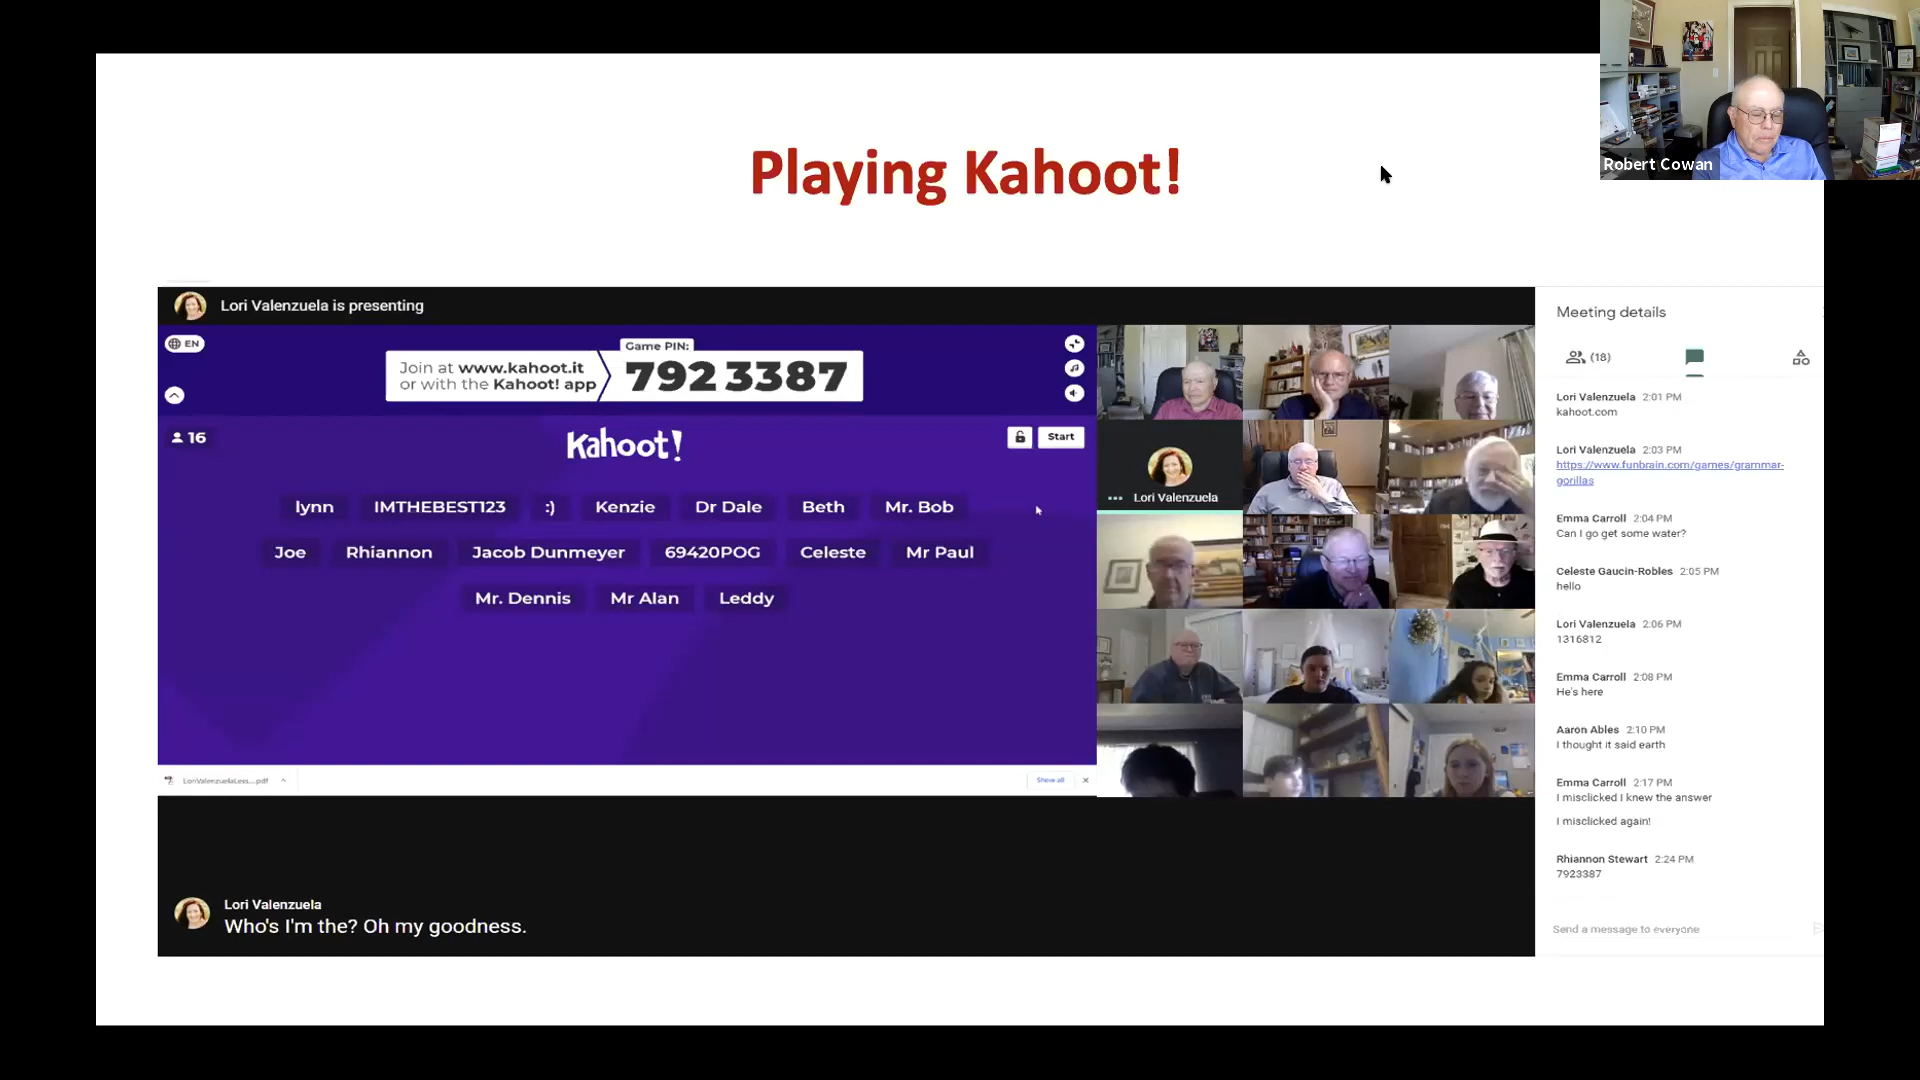 Playing Kahoot!
Robert Cowan
Lori Valenzuela is presenting
EN
Join at www.kahoot.it
or with the Kahoot! app
Game PIN:
792 3387
16
Kahoot!
Start
lynn IMTHEBEST123 :) Kenzie Dr Dale Beth Mr. Bob
Joe Rhiannon Jacob Dunmeyer 69420POG Celeste Mr Paul
Mr. Dennis Mr Alan Leddy
LoriValenzuelaLess....pdf
Show all
Lori Valenzuela
Lori Valenzuela
Who's I'm the? Oh my goodness.
Meeting details
(18)
Lori Valenzuela 2:01 PM
kahoot.com
Lori Valenzuela 2:03 PM
https://www.funbrain.com/games/grammar-
gorillas
Emma Carroll 2:04 PM
Can I go get some water?
Celeste Gaucin-Robles 2:05 PM
hello
Lori Valenzuela 2:06 PM
1316812
Emma Carroll 2:08 PM
He's here
Aaron Ables 2:10 PM
I thought it said earth
Emma Carroll 2:17 PM
I misclicked I knew the answer
I misclicked again!
Rhiannon Stewart 2:24 PM
7923387
Send a message to everyone